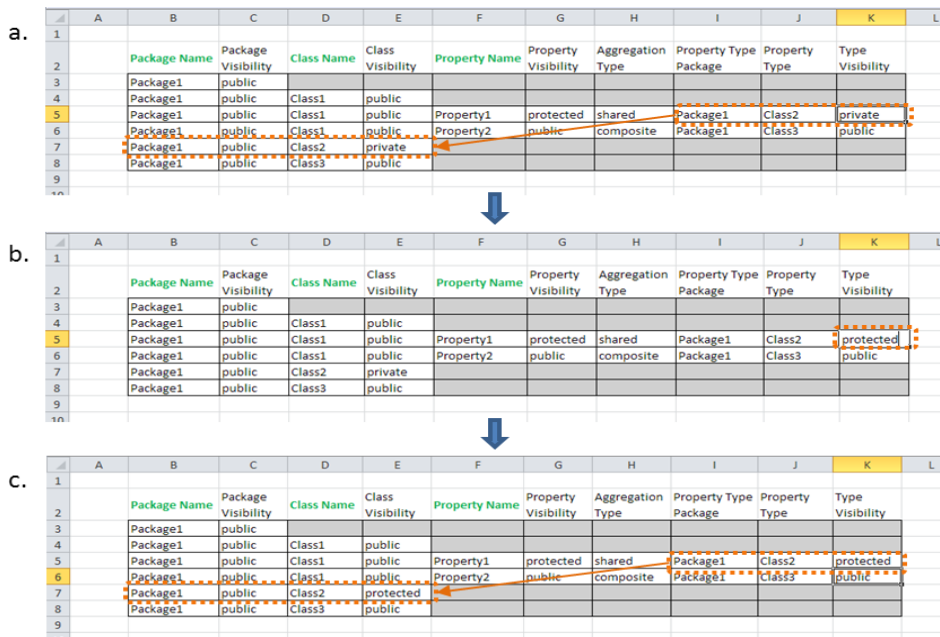 a.
A B C D E F G H I J K L
1
Package Package Name Visibility Class Name Class Visibility Property Name Property Visibility Aggregation Type Property Type Package Property Type Type Visibility
2
3 Package1 public
4 Package1 public Class1 public
5 Package1 public Class1 public Property1 protected shared Package1 Class2 private
6 Package1 public Class1 public Property2 public composite Package1 Class3 public
7 Package1 public Class2 private
8 Package1 public Class3 public
9
10
b.
A B C D E F G H I J K L
1
Package Class Property Aggregation Property Type Property Type
2 Package Name Visibility Class Name Visibility Property Name Visibility Type Package Type Visibility
3 Package1 public
4 Package1 public Class1 public
5 Package1 public Class1 public Property1 protected shared Package1 Class2 protected
6 Package1 public Class1 public Property2 public composite Package1 Class3 public
7 Package1 public Class2 private
8 Package1 public Class3 public
9
10
c.
A B C D E F G H I J K L
1
Package Class Property Aggregation Property Type Property Type
2 Package Name Visibility Class Name Visibility Property Name Visibility Type Package Type Visibility
3 Package1 public
4 Package1 public Class1 public
5 Package1 public Class1 public Property1 protected shared Package1 Class2 protected
6 Package1 public Class1 public Property2 public composite Package1 Class3 public
7 Package1 public Class2 protected
8 Package1 public Class3 public
9